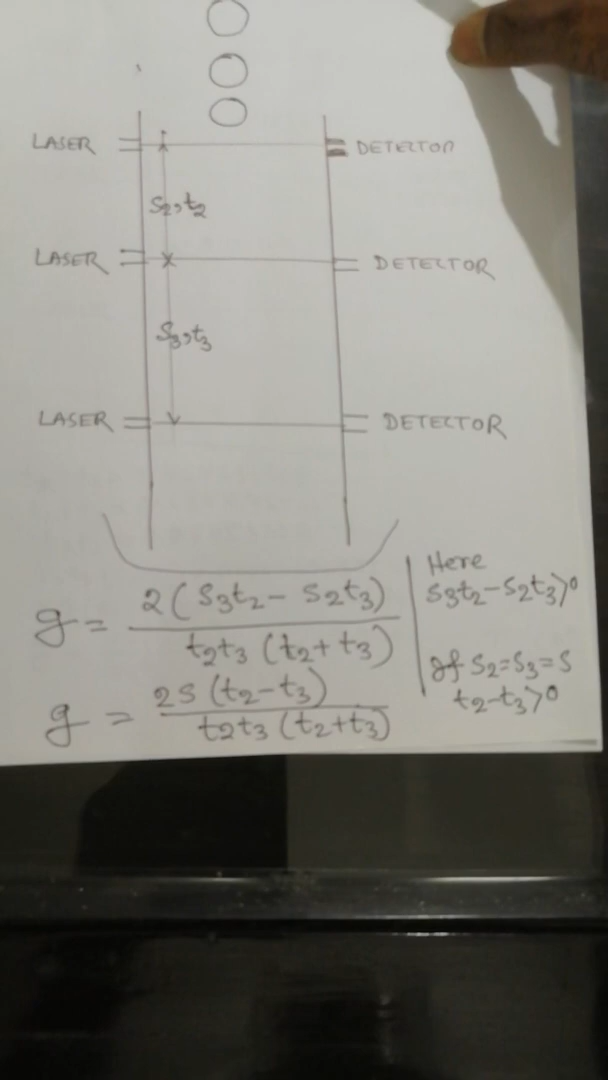 LASER DETECTOR
S2,t2
LASER DETECTOR
S3,t3
LASER DETECTOR
g = 2(S3t2 - S2t3) / t2t3 (t2+t3)
Here
S3t2-S2t3>0
g = 2S(t2-t3) / t2t3(t2+t3)
If S2=S3=S
t2-t3>0